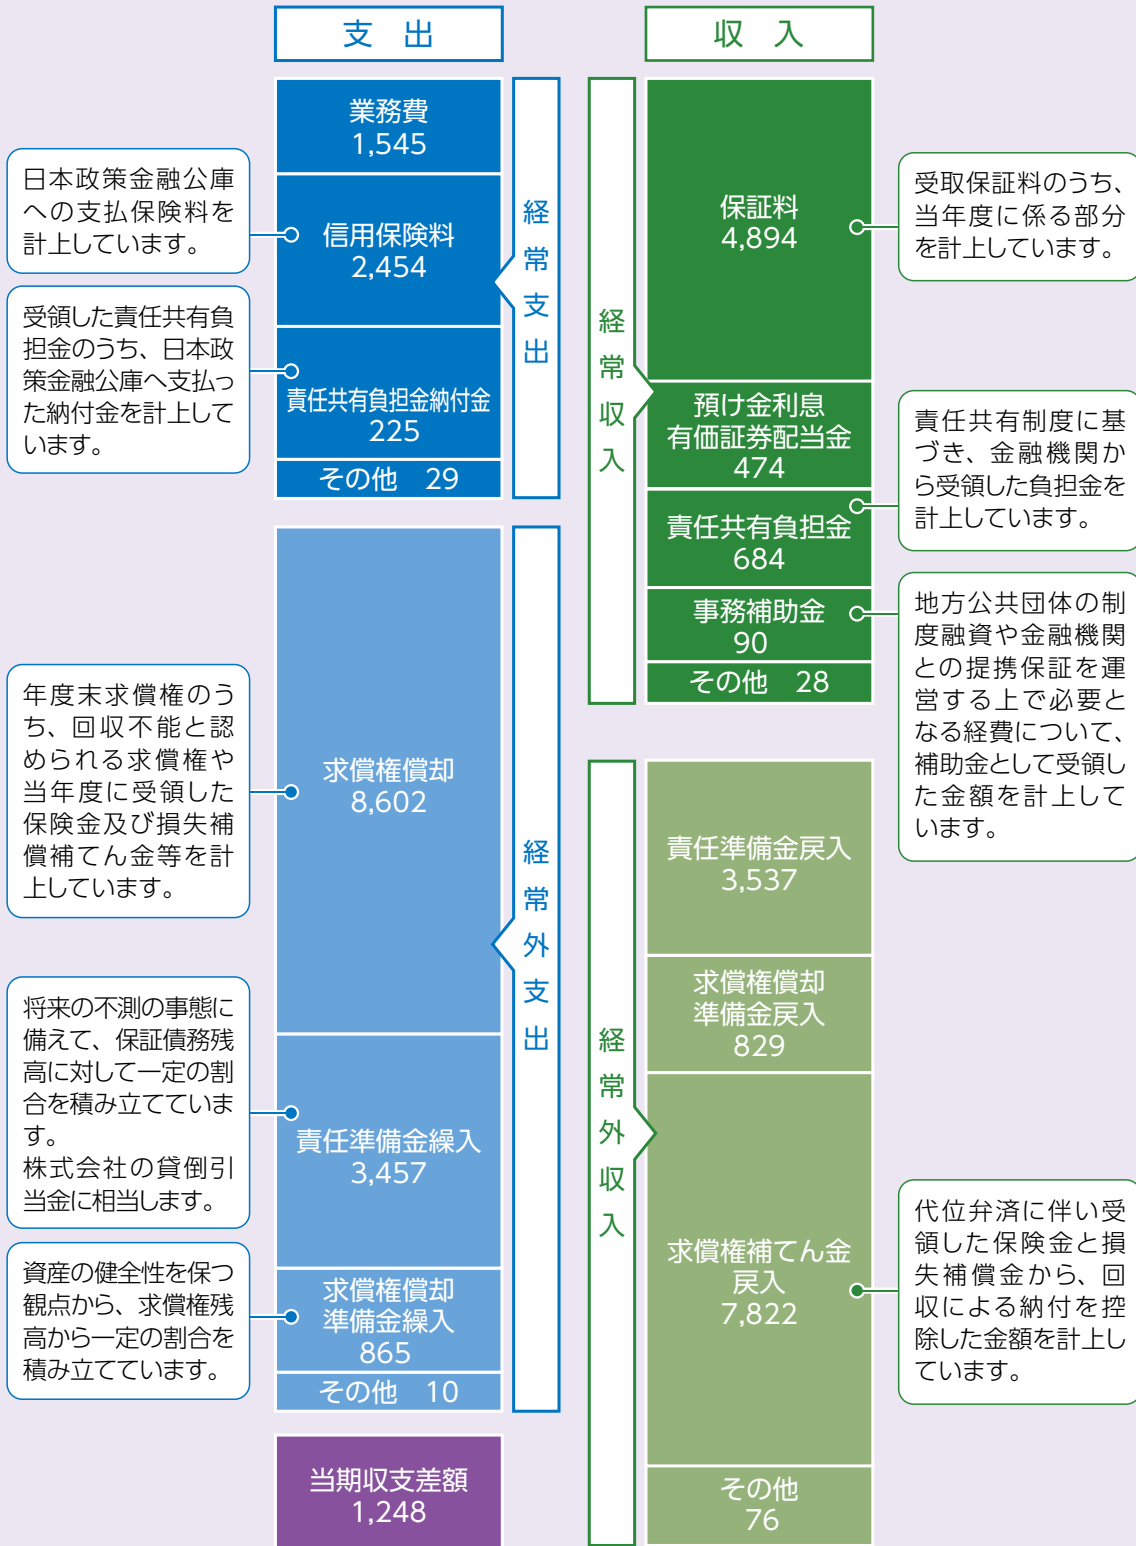 支出
業務費
1,545
信用保険料
2,454
責任共有負担金納付金
225
その他 29
経常支出
日本政策金融公庫
への支払保険料を
計上しています。
受領した責任共有負
担金のうち、日本政
策金融公庫へ支払っ
た納付金を計上して
います。
求償権償却
8,602
責任準備金繰入
3,457
求償権償却
準備金繰入
865
その他 10
経常外支出
年度末求償権のう
ち、回収不能と認
められる求償権や
当年度に受領した
保険金及び損失補
償補てん金等を計
上しています。
将来の不測の事態に
備えて、保証債務残
高に対して一定の割
合を積み立てていま
す。
株式会社の貸倒引
当金に相当します。
資産の健全性を保つ
観点から、求償権残
高から一定の割合を
積み立てています。
当期収支差額
1,248
収入
保証料
4,894
預け金利息
有価証券配当金
474
責任共有負担金
684
事務補助金
90
その他 28
経常収入
受取保証料のうち、
当年度に係る部分
を計上しています。
責任共有制度に基
づき、金融機関か
ら受領した負担金を
計上しています。
地方公共団体の制
度融資や金融機関
との提携保証を運
営する上で必要と
なる経費について、
補助金として受領し
た金額を計上して
います。
責任準備金戻入
3,537
求償権償却
準備金戻入
829
求償権補てん金
戻入
7,822
その他
76
経常外収入
代位弁済に伴い受
領した保険金と損
失補償金から、回
収による納付を控
除した金額を計上し
ています。